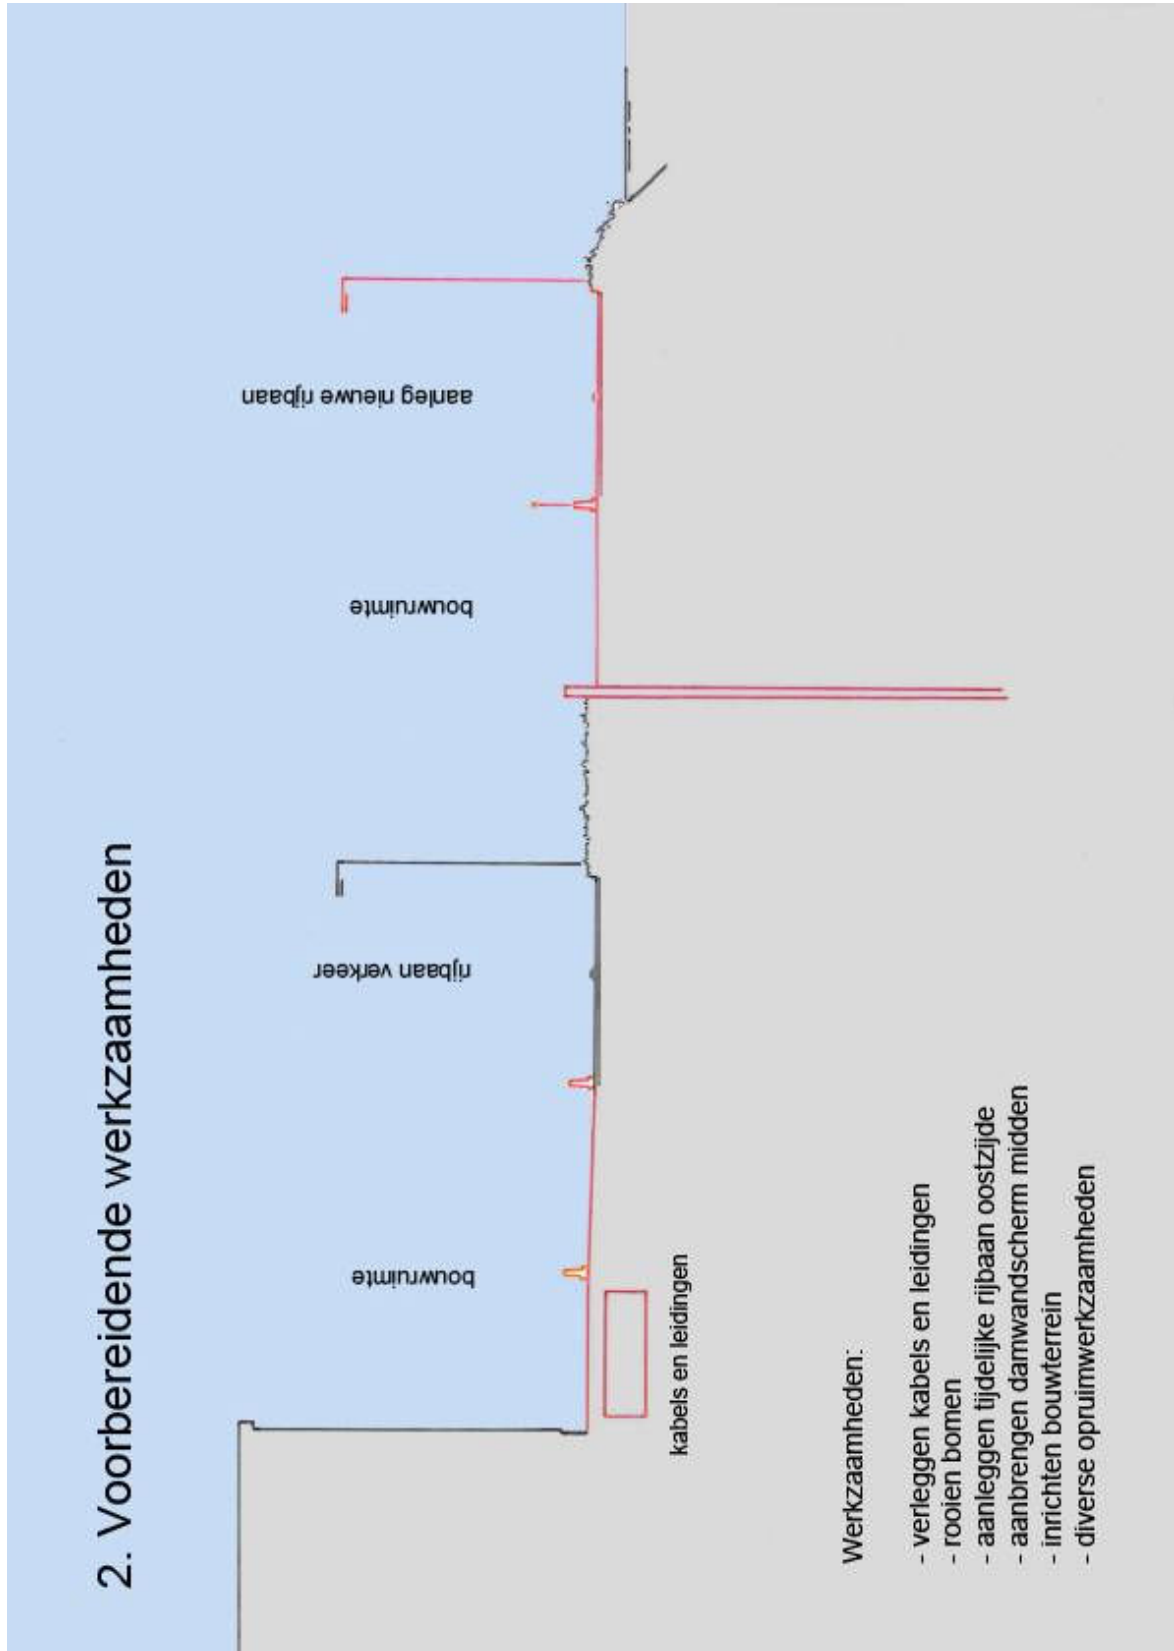 2. Voorbereidende werkzaamheden
bouwruimte
rijbaan verkeer
bouwruimte
aanleg nieuwe rijbaan
kabels en leidingen
Werkzaamheden:
- verleggen kabels en leidingen
- rooien bomen
- aanleggen tijdelijke rijbaan oostzijde
- aanbrengen damwandscherm midden
- inrichten bouwterrein
- diverse opruimwerkzaamheden